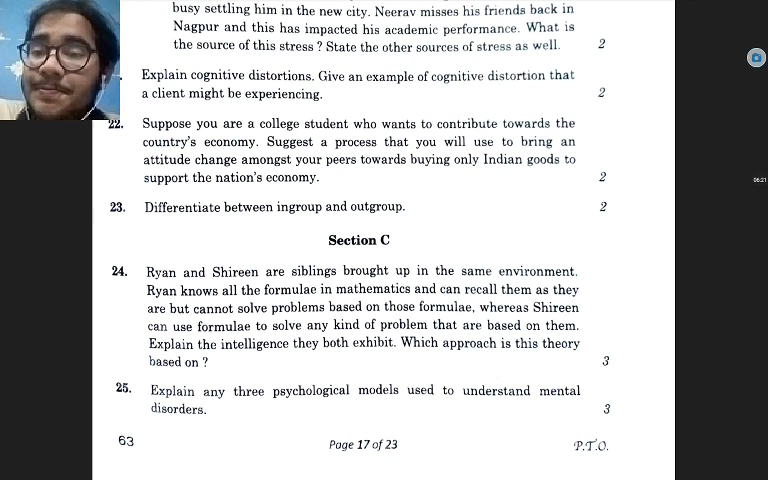 busy settling him in the new city. Neerav misses his friends back in
Nagpur and this has impacted his academic performance. What is
the source of this stress ? State the other sources of stress as well. 2
Explain cognitive distortions. Give an example of cognitive distortion that
a client might be experiencing. 2
22. Suppose you are a college student who wants to contribute towards the
country's economy. Suggest a process that you will use to bring an
attitude change amongst your peers towards buying only Indian goods to
support the nation's economy. 2
23. Differentiate between ingroup and outgroup. 2
Section C
24. Ryan and Shireen are siblings brought up in the same environment.
Ryan knows all the formulae in mathematics and can recall them as they
are but cannot solve problems based on those formulae, whereas Shireen
can use formulae to solve any kind of problem that are based on them.
Explain the intelligence they both exhibit. Which approach is this theory
based on ? 3
25. Explain any three psychological models used to understand mental
disorders. 3
63 Page 17 of 23 P.T.O.